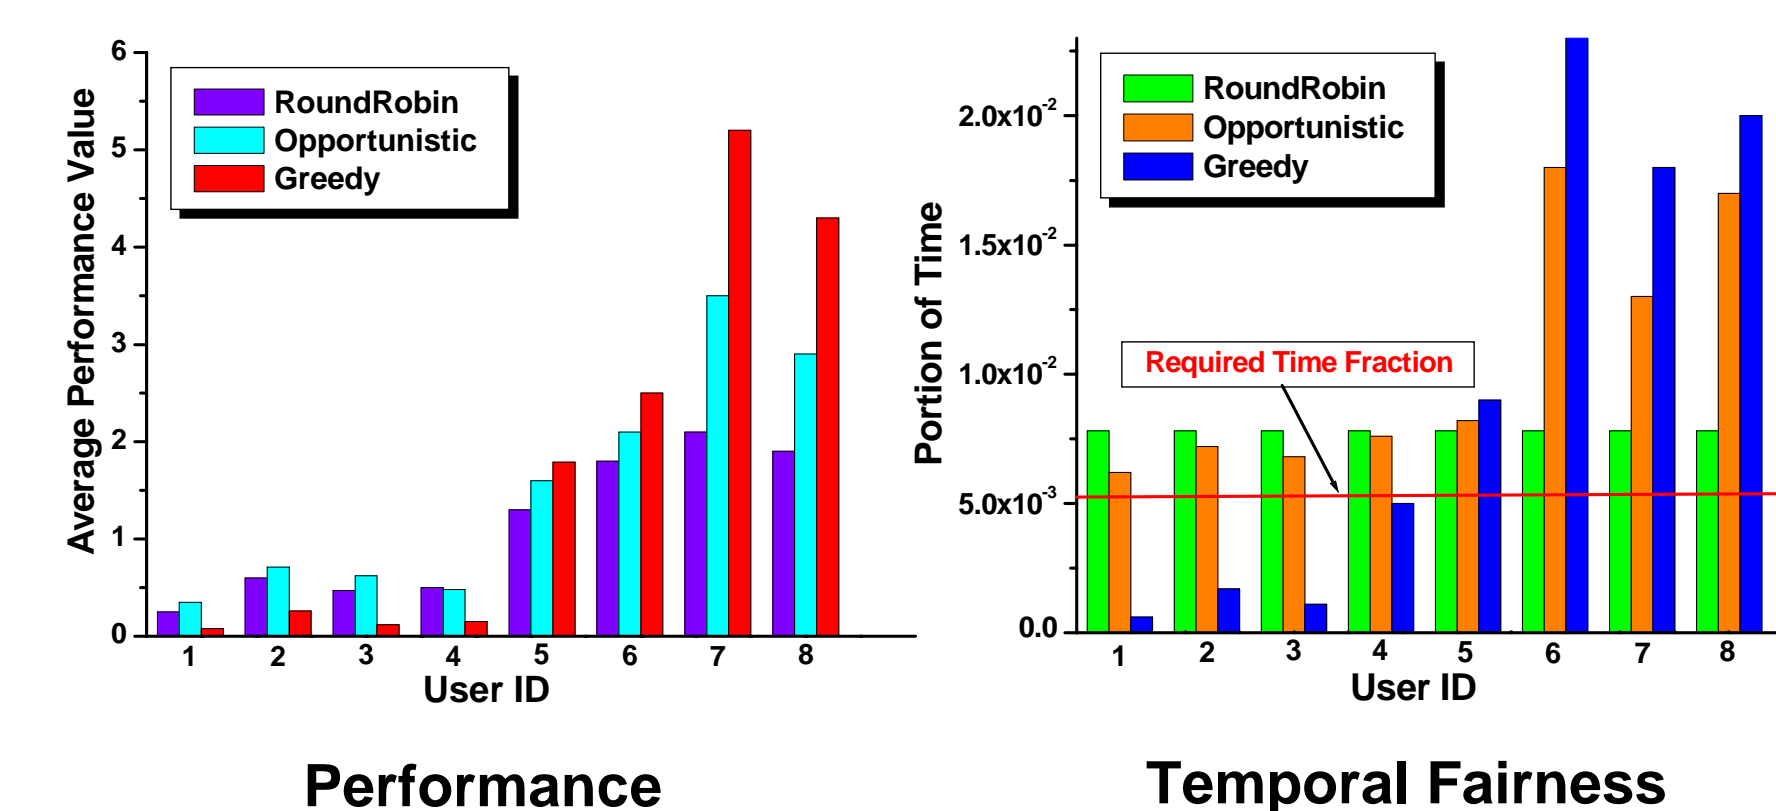 6
5
4
3
2
1
0
Average Performance Value
RoundRobin
Opportunistic
Greedy
1 2 3 4 5 6 7 8
User ID
Performance
2.0x10⁻²
1.5x10⁻²
1.0x10⁻²
5.0x10⁻³
0.0
Portion of Time
RoundRobin
Opportunistic
Greedy
Required Time Fraction
1 2 3 4 5 6 7 8
User ID
Temporal Fairness